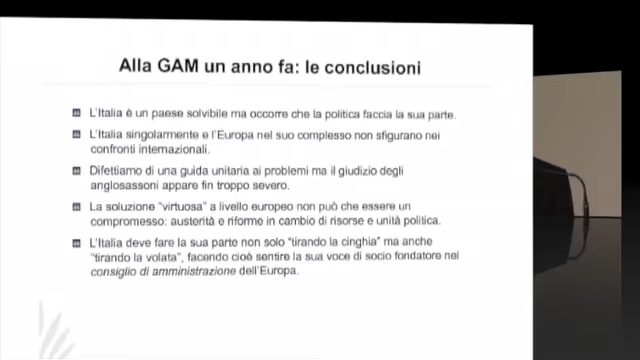 Alla GAM un anno fa: le conclusioni
L'Italia è un paese solvibile ma occorre che la politica faccia la sua parte.
L'Italia singolarmente e l'Europa nel suo complesso non sfigurano nei
confronti internazionali.
Difettiamo di una guida unitaria ai problemi ma il giudizio degli
anglosassoni appare fin troppo severo.
La soluzione "virtuosa" a livello europeo non può che essere un
compromesso: austerità e riforme in cambio di risorse e unità politica.
L'Italia deve fare la sua parte non solo "tirando la cinghia" ma anche
"tirando la volata", facendo cioè sentire la sua voce di socio fondatore nel
consiglio di amministrazione dell'Europa.